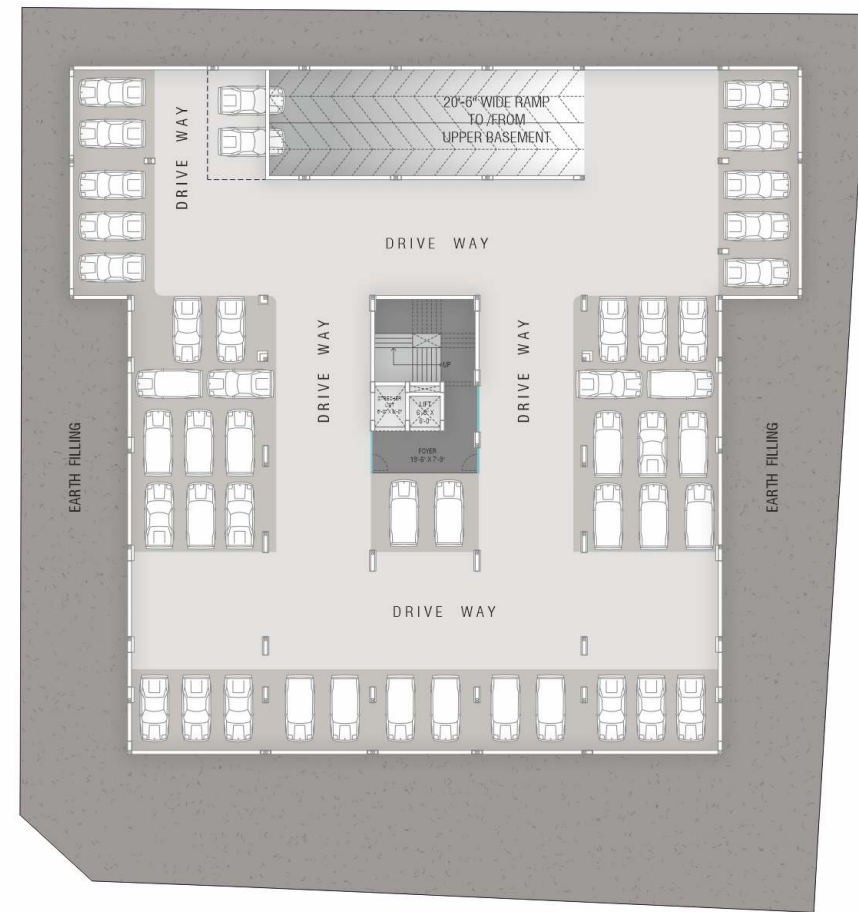 20'-6" WIDE RAMP
TO /FROM
UPPER BASEMENT
DRIVE WAY
DRIVE WAY
DRIVE WAY
DRIVE WAY
UP
LIFT
FOYER
EARTH FILLING
EARTH FILLING
DRIVE WAY